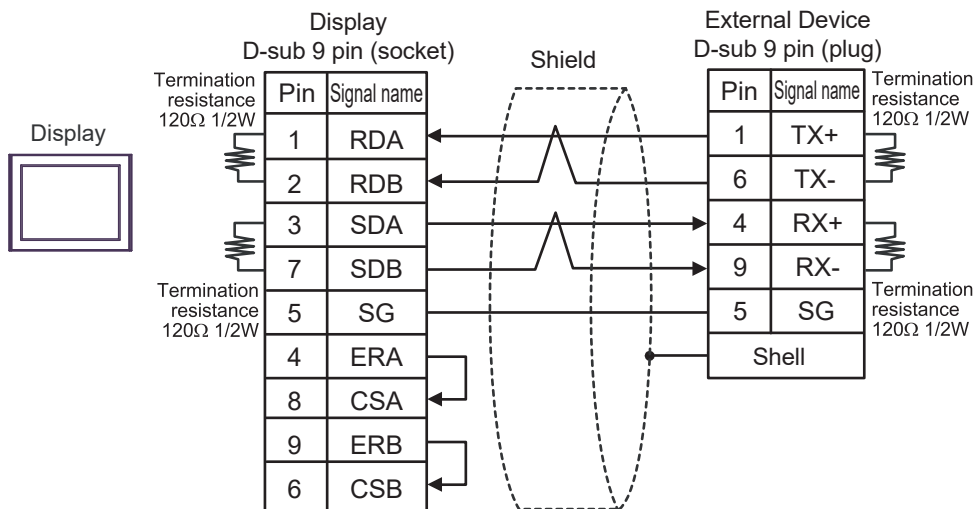 Display
D-sub 9 pin (socket)
Shield
External Device
D-sub 9 pin (plug)
Termination
resistance
120Ω 1/2W
Display
Pin Signal name
1 RDA
2 RDB
3 SDA
7 SDB
5 SG
4 ERA
8 CSA
9 ERB
6 CSB
Termination
resistance
120Ω 1/2W
Pin Signal name
1 TX+
6 TX-
4 RX+
9 RX-
5 SG
Shell
Termination
resistance
120Ω 1/2W
Termination
resistance
120Ω 1/2W